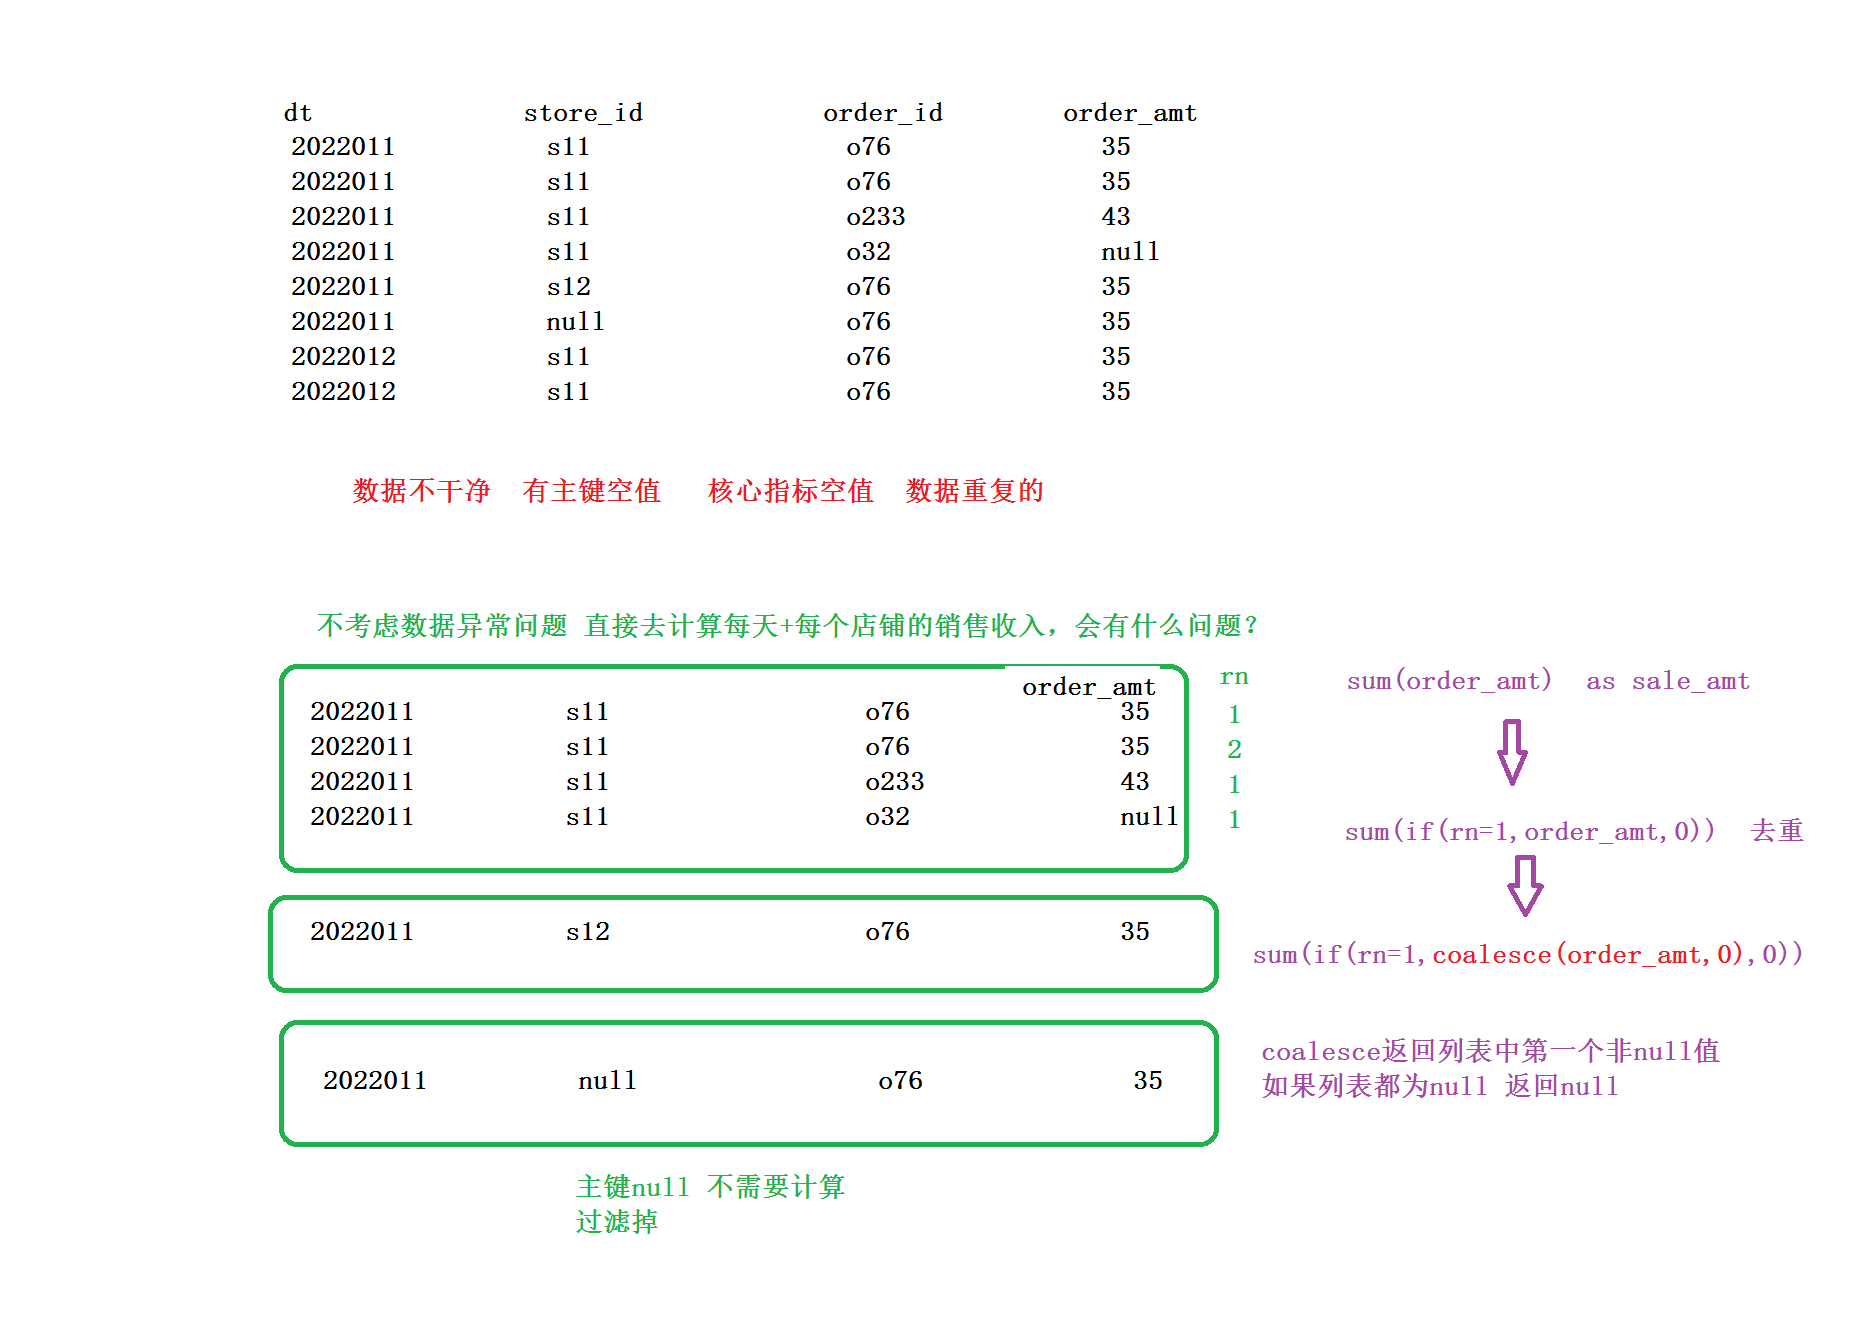 dt store_id order_id order_amt
2022011 s11 o76 35
2022011 s11 o76 35
2022011 s11 o233 43
2022011 s11 o32 null
2022011 s12 o76 35
2022011 null o76 35
2022012 s11 o76 35
2022012 s11 o76 35
数据不干净 有主键空值 核心指标空值 数据重复的
不考虑数据异常问题 直接去计算每天+每个店铺的销售收入，会有什么问题？
order_amt rn
2022011 s11 o76 35 1
2022011 s11 o76 35 2
2022011 s11 o233 43 1
2022011 s11 o32 null 1
2022011 s12 o76 35
2022011 null o76 35
主键null 不需要计算
过滤掉
sum(order_amt) as sale_amt
sum(if(rn=1,order_amt,0)) 去重
sum(if(rn=1,coalesce(order_amt,0),0))
coalesce返回列表中第一个非null值
如果列表都为null 返回null